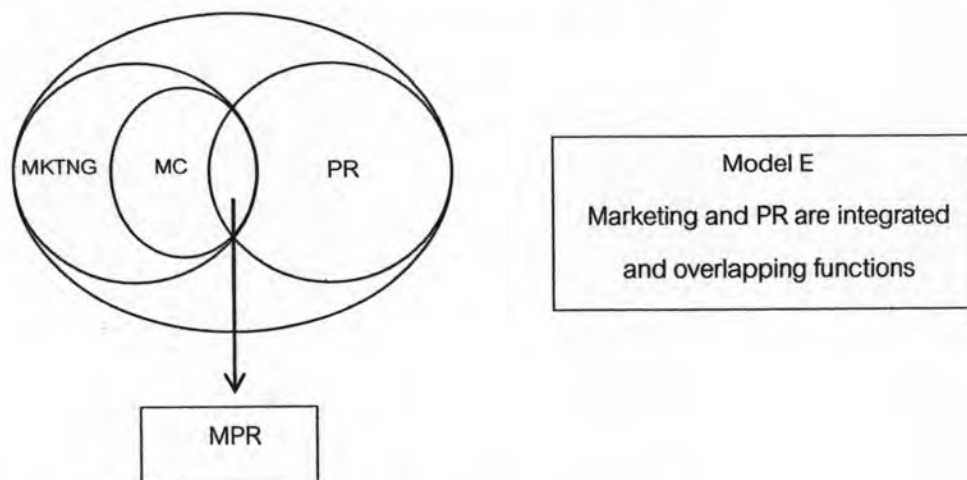 MKTNG
MC
PR
Model E
Marketing and PR are integrated
and overlapping functions
MPR